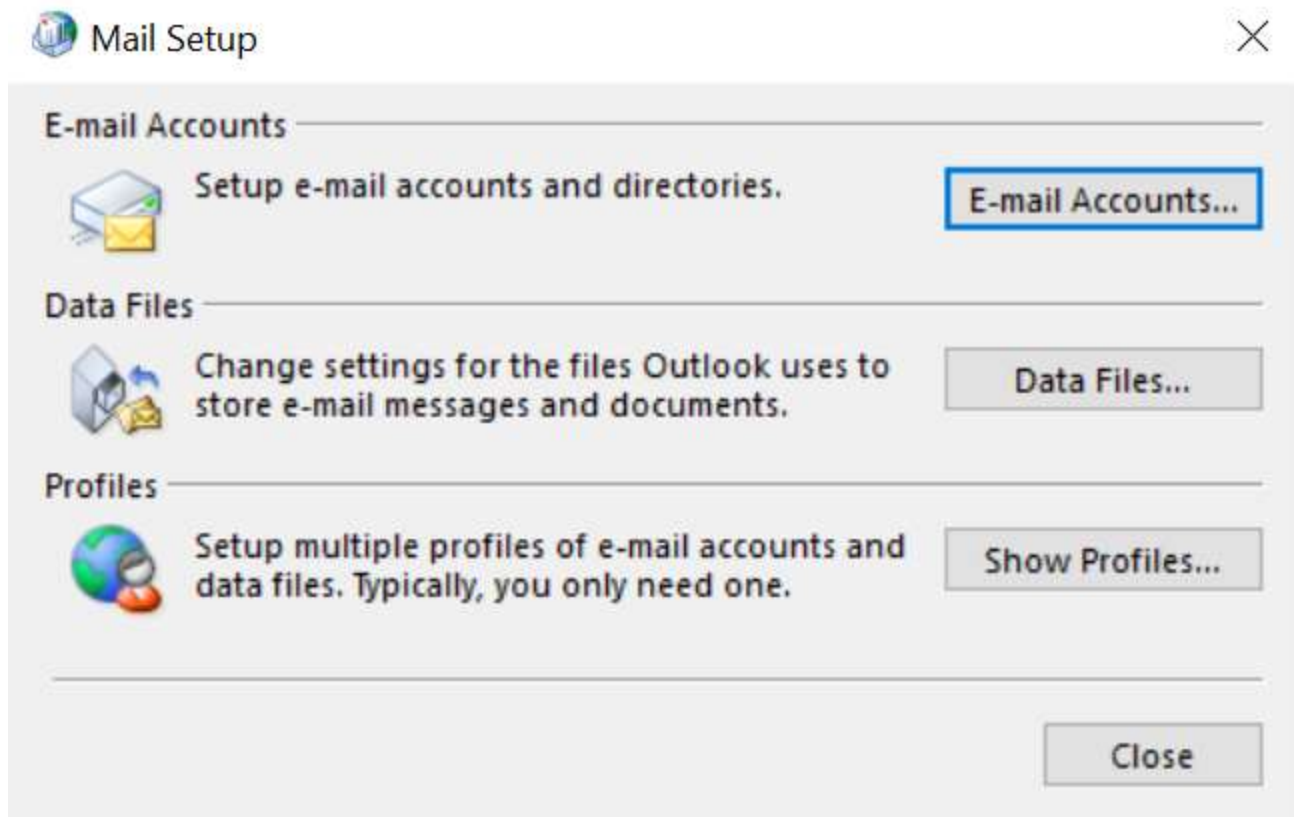 Mail Setup
E-mail Accounts
Setup e-mail accounts and directories.
E-mail Accounts...
Data Files
Change settings for the files Outlook uses to
store e-mail messages and documents.
Data Files...
Profiles
Setup multiple profiles of e-mail accounts and
data files. Typically, you only need one.
Show Profiles...
Close